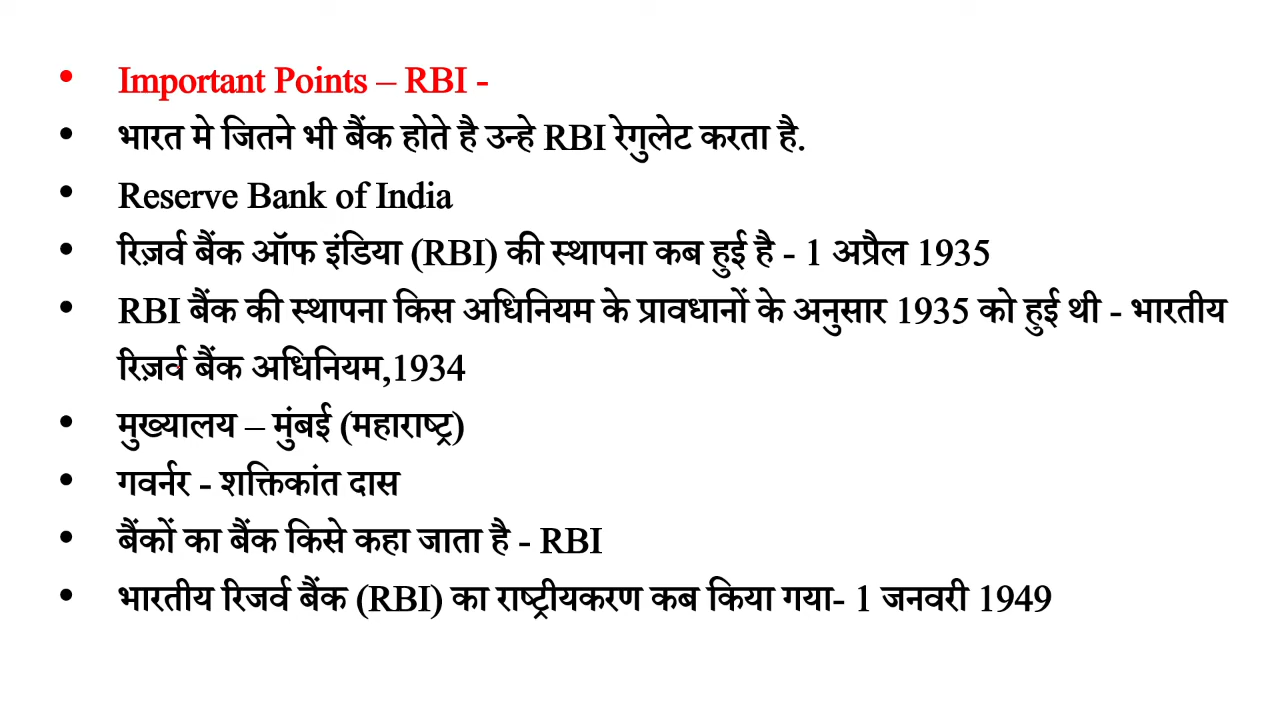 • Important Points – RBI -
• भारत मे जितने भी बैंक होते है उन्हे RBI रेगुलेट करता है.
• Reserve Bank of India
• रिज़र्व बैंक ऑफ इंडिया (RBI) की स्थापना कब हुई है - 1 अप्रैल 1935
• RBI बैंक की स्थापना किस अधिनियम के प्रावधानों के अनुसार 1935 को हुई थी - भारतीय
रिज़र्व बैंक अधिनियम,1934
• मुख्यालय – मुंबई (महाराष्ट्र)
• गवर्नर - शक्तिकांत दास
• बैंकों का बैंक किसे कहा जाता है - RBI
• भारतीय रिजर्व बैंक (RBI) का राष्ट्रीयकरण कब किया गया- 1 जनवरी 1949